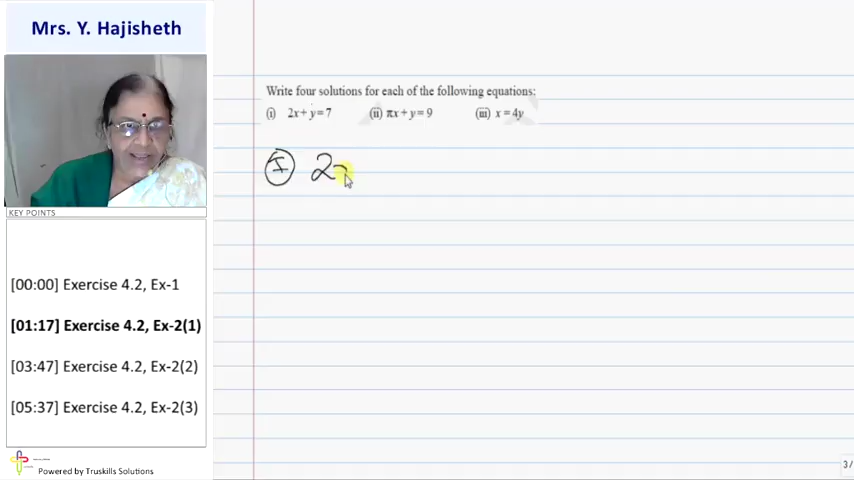 Mrs. Y. Hajisheth
Write four solutions for each of the following equations:
(i) 2x + y = 7 (ii) πx + y = 9 (iii) x = 4y
I 2
KEY POINTS
[00:00] Exercise 4.2, Ex-1
[01:17] Exercise 4.2, Ex-2(1)
[03:47] Exercise 4.2, Ex-2(2)
[05:37] Exercise 4.2, Ex-2(3)
Powered by Truskills Solutions
3/